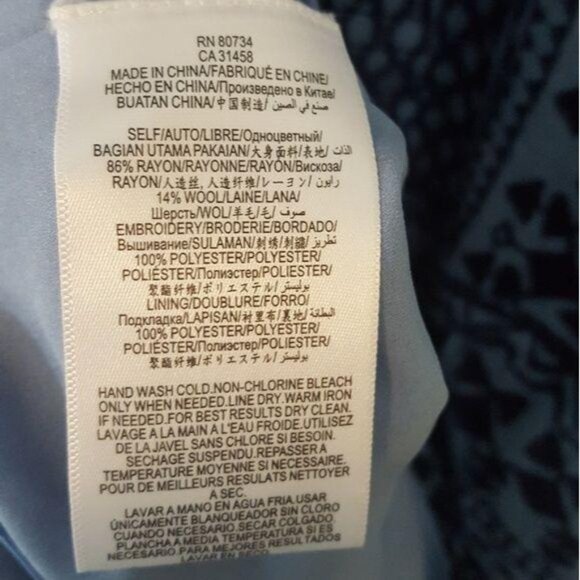 RN 80734
CA 31458
MADE IN CHINA/FABRIQUÉ EN CHINE/
HECHO EN CHINA/Произведено в Китае/
BUATAN CHINA/中国制造/ صنع في الصين/
SELF/AUTO/LIBRE/Одноцветный/
BAGIAN UTAMA PAKAIAN/大身面料/表地/ الذات/
86% RAYON/RAYONNE/RAYÓN/Вискоза/
RAYON/人造丝, 人造纤维/レーヨン/ رايون/
14% WOOL/LAINE/LANA/
Шерсть/WOL/羊毛/毛/ صوف/
EMBROIDERY/BRODERIE/BORDADO/
Вышивание/SULAMAN/刺绣/刺繍/ تطريز/
100% POLYESTER/POLYESTER/
POLIÉSTER/Полиэстер/POLYESTER/
聚酯纤维/ポリエステル/ بوليستر/
LINING/DOUBLURE/FORRO/
Подкладка/LAPISAN/衬里布/裏地/ البطانة/
100% POLYESTER/POLYESTER/
POLIÉSTER/Полиэстер/POLYESTER/
聚酯纤维/ポリエステル/ بوليستر/
HAND WASH COLD.NON-CHLORINE BLEACH
ONLY WHEN NEEDED.LINE DRY.WARM IRON
IF NEEDED.FOR BEST RESULTS DRY CLEAN.
LAVAGE A LA MAIN A L'EAU FROIDE.UTILISEZ
DE LA JAVEL SANS CHLORE SI BESOIN.
SECHAGE SUSPENDU.REPASSER A
TEMPERATURE MOYENNE SI NECESSAIRE.
POUR DE MEILLEURS RESULATS NETTOYER
A SEC.
LAVAR A MANO EN AGUA FRIA.USAR
ÚNICAMENTE BLANQUEADOR SIN CLORO
CUANDO NECESSARIO.SECAR COLGADO.
PLANCHA A MEDIA TEMPERATURA SI ES
NECESARIO.PARA MEJORES RESULTADOS
LAVAR EN SECO.